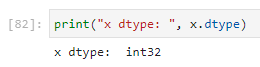 [82]: print("x dtype: ", x.dtype)
x dtype:  int32